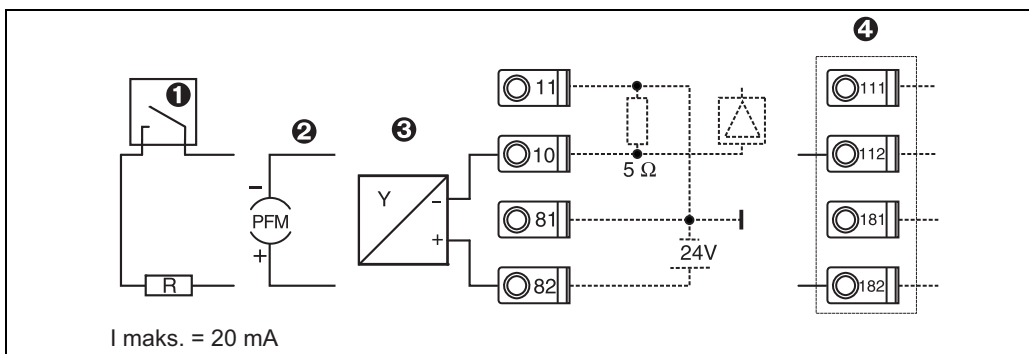 ❹
❶
❷
❸
11
111
10
112
5 Ω
Y
−
+
−
PFM
+
81
181
24V
82
182
R
I maks. = 20 mA